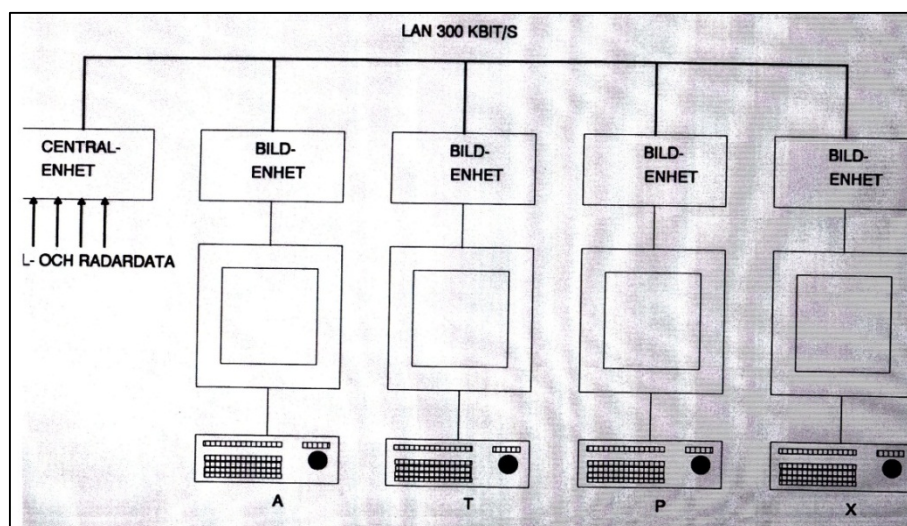 LAN 300 KBIT/S
CENTRAL-
ENHET
BILD-
ENHET
BILD-
ENHET
BILD-
ENHET
BILD-
ENHET
L- OCH RADARDATA
A
T
P
X